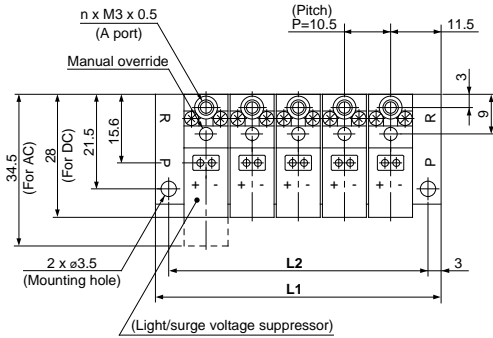 n x M3 x 0.5
(A port)
Manual override
(Pitch)
P=10.5
11.5
3
9
34.5
(For AC)
28
(For DC)
21.5
15.6
R
R
P
P
+ -
+ -
+ -
+ -
+ -
2 x ø3.5
(Mounting hole)
L2
3
L1
(Light/surge voltage suppressor)